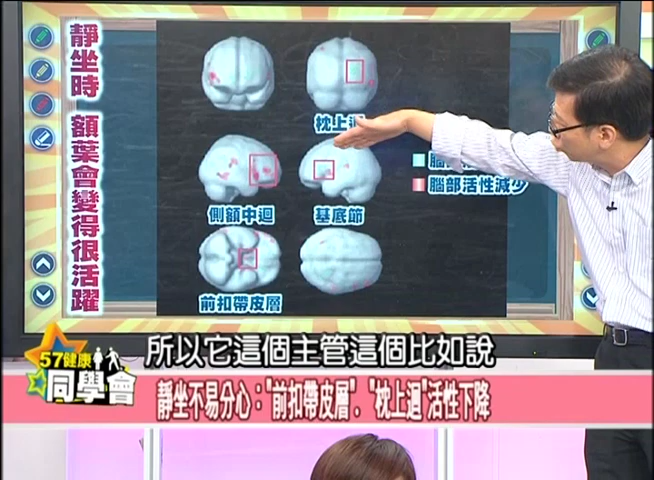 靜坐時 額葉會變得很活躍
枕上迴
側額中迴
基底節
前扣帶皮層
腦
腦部活性減少
所以它這個主管這個比如說
57健康
同學會
靜坐不易分心："前扣帶皮層"．"枕上迴"活性下降